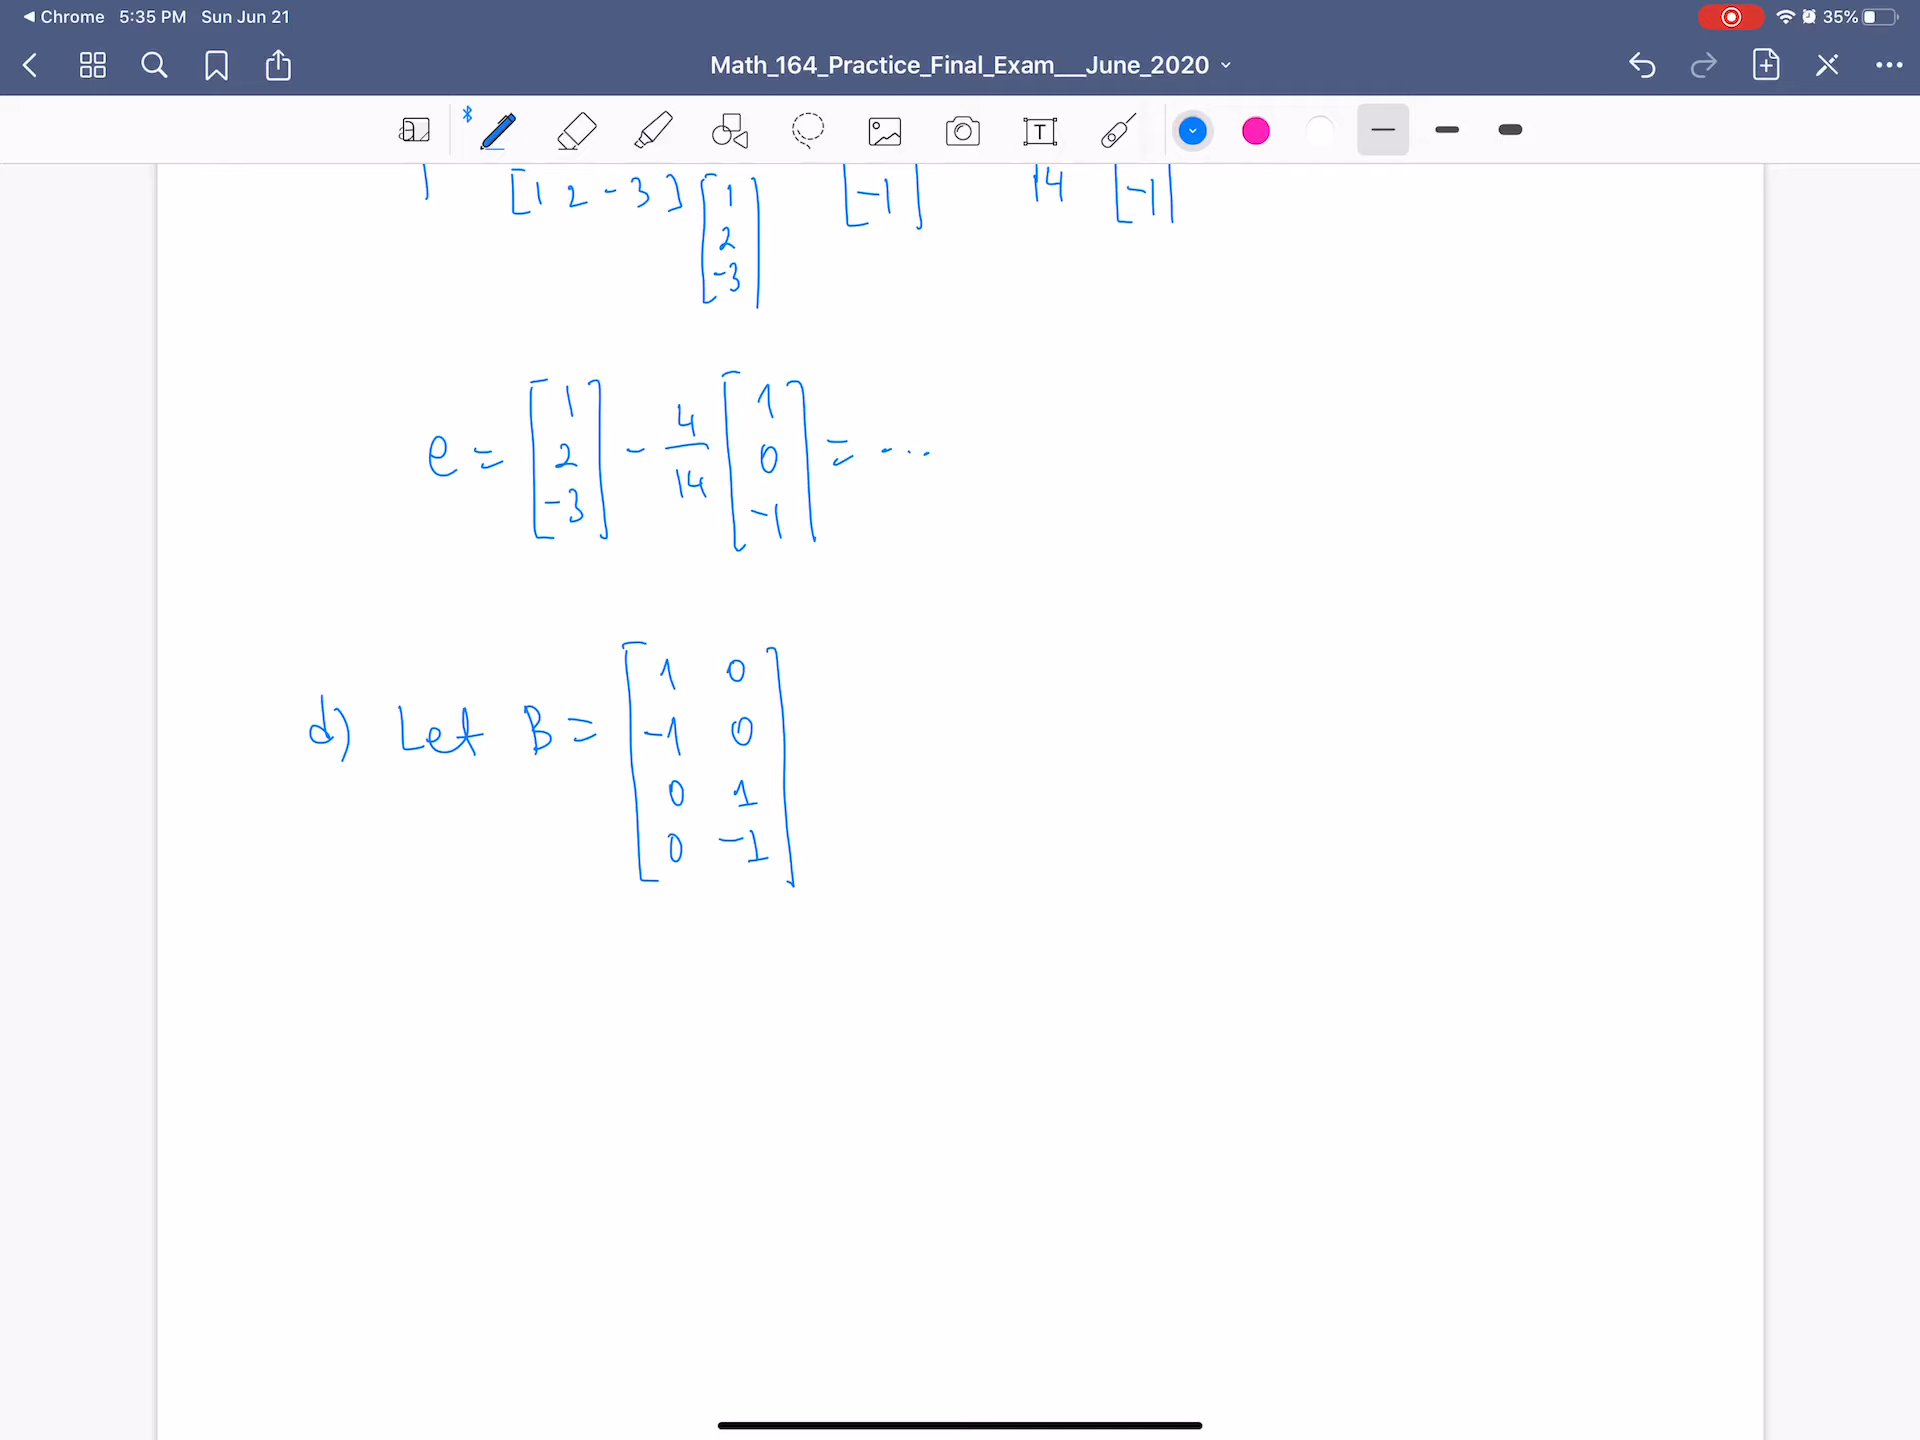 Chrome 5:35 PM Sun Jun 21 35%
Math_164_Practice_Final_Exam___June_2020
[1 2 -3] [1 2 -3] [-1] 14 [-1]
e = [1 2 -3] - 4/14 [1 0 -1] = ...
d) Let B = [1 0
-1 0
0 1
0 -1]